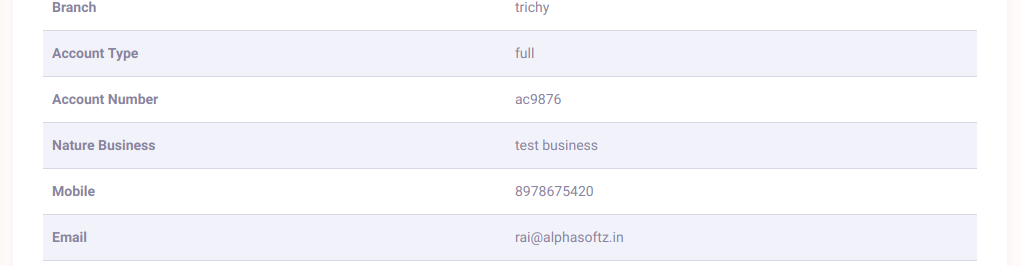 Branch trichy
Account Type full
Account Number ac9876
Nature Business test business
Mobile 8978675420
Email rai@alphasoftz.in